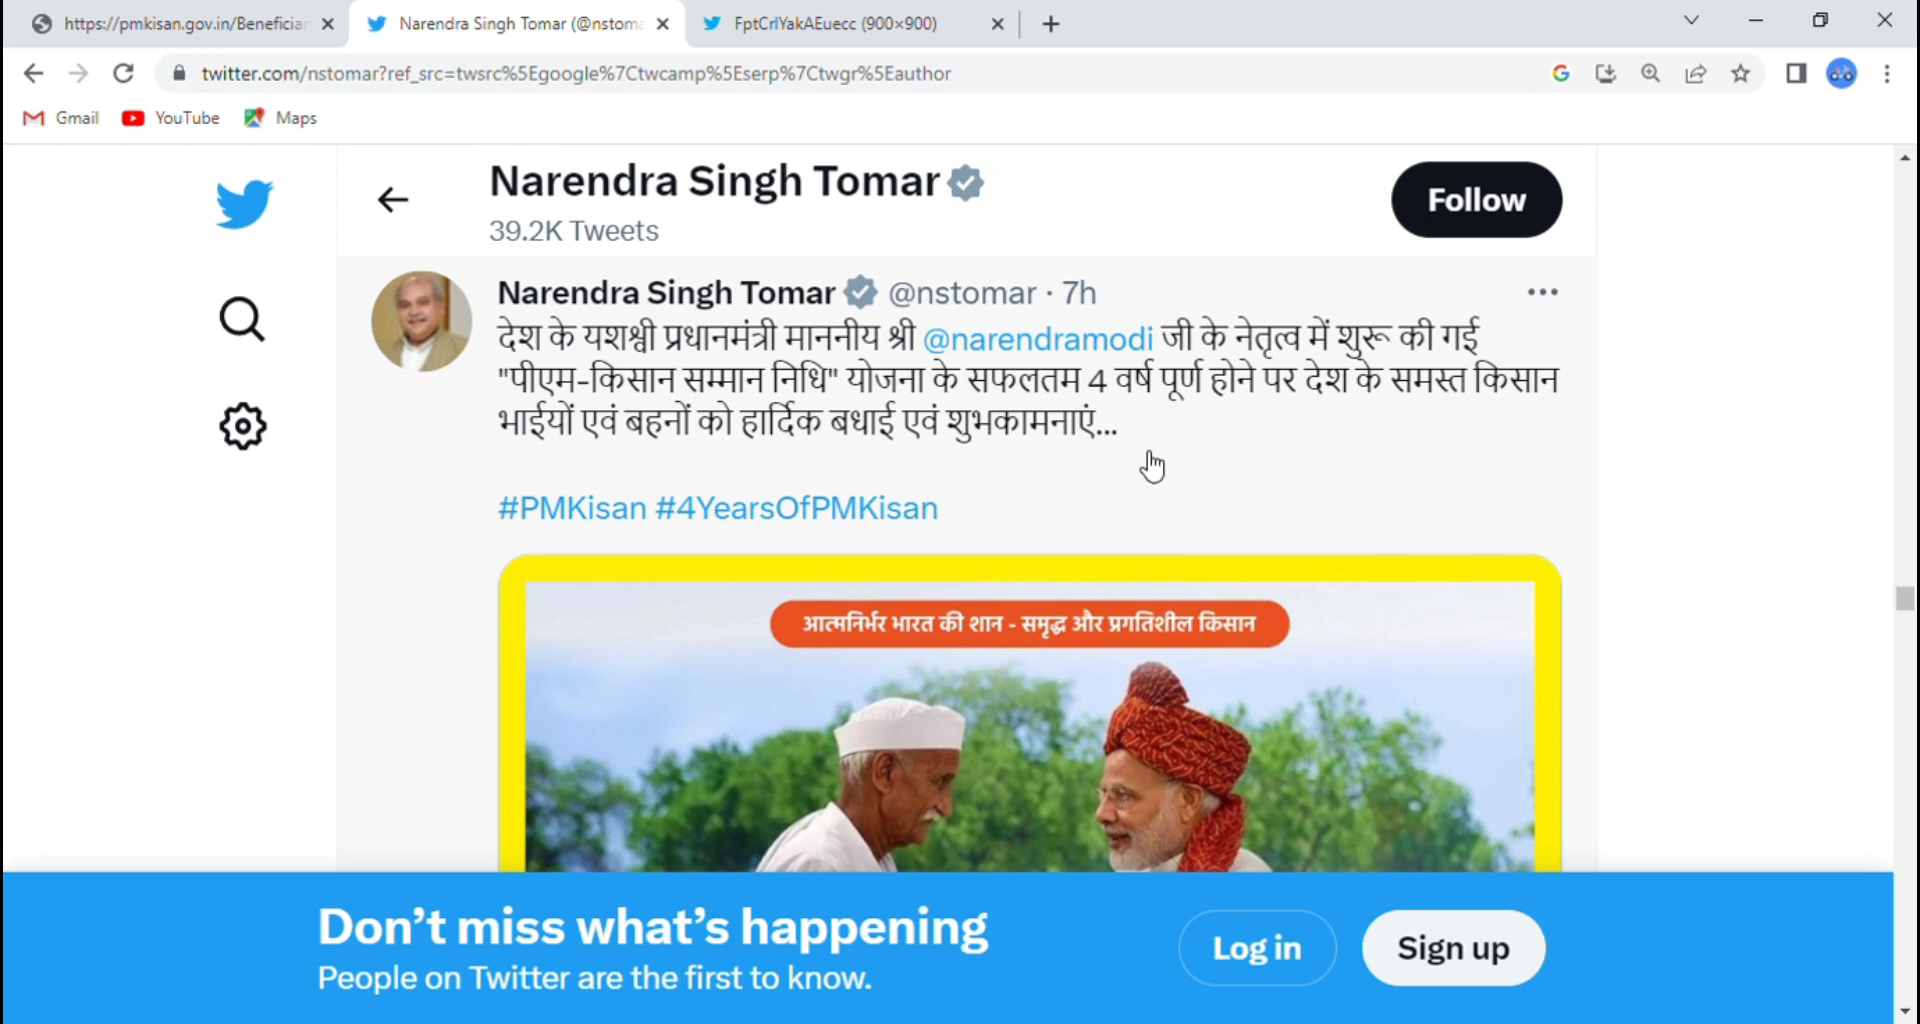 https://pmkisan.gov.in/Beneficiar
Narendra Singh Tomar (@nstoma
FptCrlYakAEuecc (900×900)
twitter.com/nstomar?ref_src=twsrc%5Egoogle%7Ctwcamp%5Eserp%7Ctwgr%5Eauthor
Gmail
YouTube
Maps
Narendra Singh Tomar
39.2K Tweets
Follow
Narendra Singh Tomar @nstomar · 7h
देश के यशश्वी प्रधानमंत्री माननीय श्री @narendramodi जी के नेतृत्व में शुरू की गई
"पीएम-किसान सम्मान निधि" योजना के सफलतम 4 वर्ष पूर्ण होने पर देश के समस्त किसान
भाईयों एवं बहनों को हार्दिक बधाई एवं शुभकामनाएं...
#PMKisan #4YearsOfPMKisan
आत्मनिर्भर भारत की शान - समृद्ध और प्रगतिशील किसान
Don't miss what's happening
People on Twitter are the first to know.
Log in
Sign up